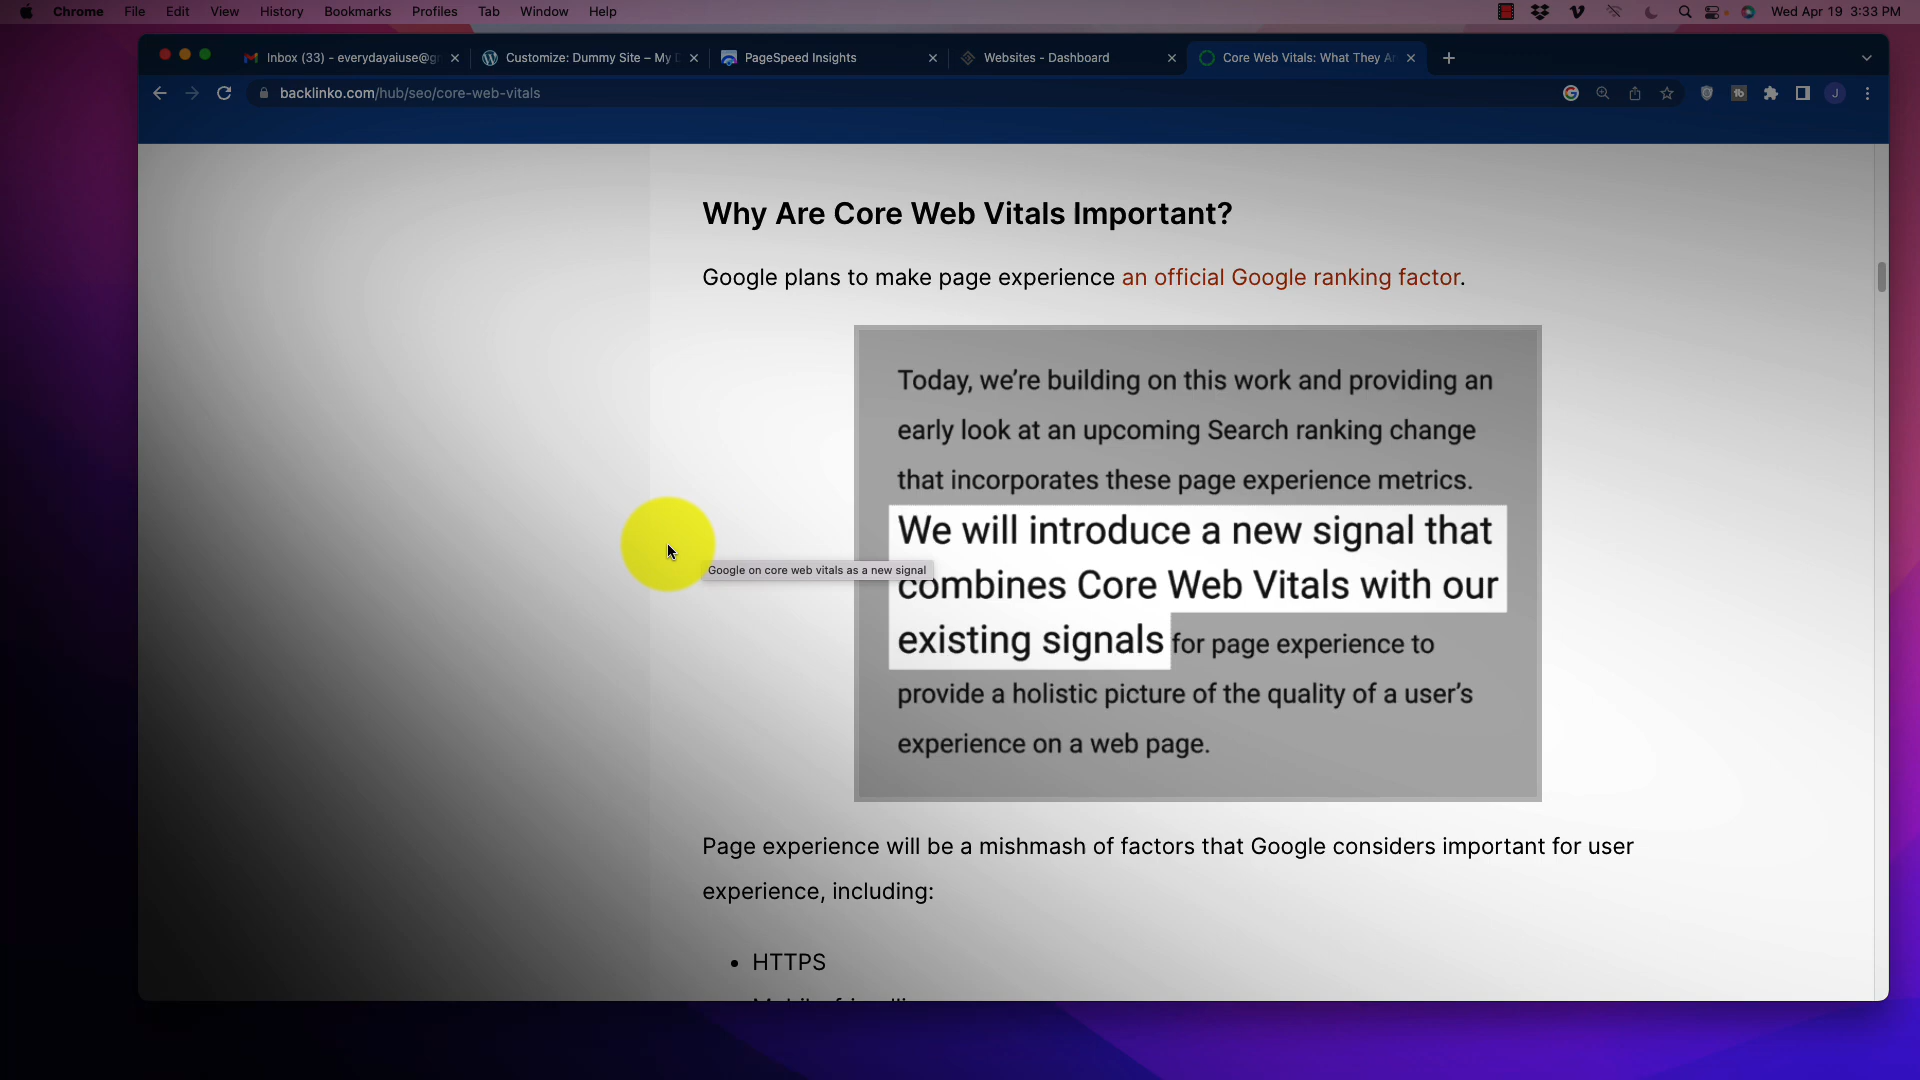 Chrome File Edit View History Bookmarks Profiles Tab Window Help Wed Apr 19 3:33 PM
Inbox (33) - everydayaiuse@g Customize: Dummy Site – My PageSpeed Insights Websites - Dashboard Core Web Vitals: What They Ar
backlinko.com/hub/seo/core-web-vitals J
Why Are Core Web Vitals Important?
Google plans to make page experience an official Google ranking factor.
Today, we’re building on this work and providing an
early look at an upcoming Search ranking change
that incorporates these page experience metrics.
We will introduce a new signal that
Google on core web vitals as a new signal
combines Core Web Vitals with our
existing signals for page experience to
provide a holistic picture of the quality of a user’s
experience on a web page.
Page experience will be a mishmash of factors that Google considers important for user
experience, including:
• HTTPS